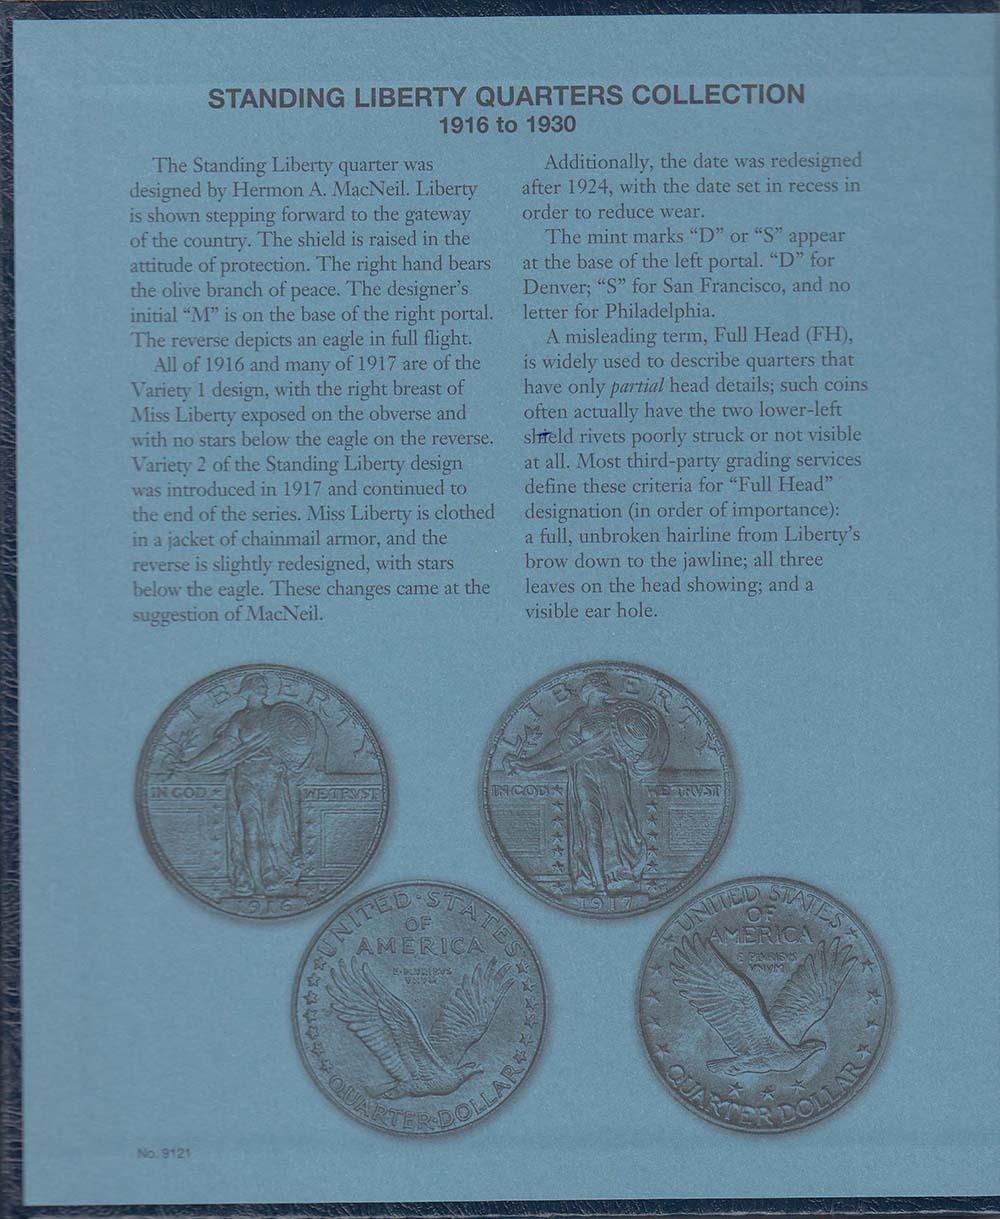 STANDING LIBERTY QUARTERS COLLECTION
1916 to 1930
The Standing Liberty quarter was
designed by Hermon A. MacNeil. Liberty
is shown stepping forward to the gateway
of the country. The shield is raised in the
attitude of protection. The right hand bears
the olive branch of peace. The designer's
initial “M” is on the base of the right portal.
The reverse depicts an eagle in full flight.
All of 1916 and many of 1917 are of the
Variety 1 design, with the right breast of
Miss Liberty exposed on the obverse and
with no stars below the eagle on the reverse.
Variety 2 of the Standing Liberty design
was introduced in 1917 and continued to
the end of the series. Miss Liberty is clothed
in a jacket of chainmail armor, and the
reverse is slightly redesigned, with stars
below the eagle. These changes came at the
suggestion of MacNeil.
Additionally, the date was redesigned
after 1924, with the date set in recess in
order to reduce wear.
The mint marks “D” or “S” appear
at the base of the left portal. “D” for
Denver; “S” for San Francisco, and no
letter for Philadelphia.
A misleading term, Full Head (FH),
is widely used to describe quarters that
have only partial head details; such coins
often actually have the two lower-left
shield rivets poorly struck or not visible
at all. Most third-party grading services
define these criteria for “Full Head”
designation (in order of importance):
a full, unbroken hairline from Liberty's
brow down to the jawline; all three
leaves on the head showing; and a
visible ear hole.
LIBERTY
IN GOD WE TRVST
1916
LIBERTY
IN GOD WE TRVST
1917
UNITED·STATES
OF
AMERICA
E·PLURIBVS
VNVM
QUARTER·DOLLAR
UNITED STATES
OF
AMERICA
E PLURIBVS
VNVM
QUARTER DOLLAR
No. 9121